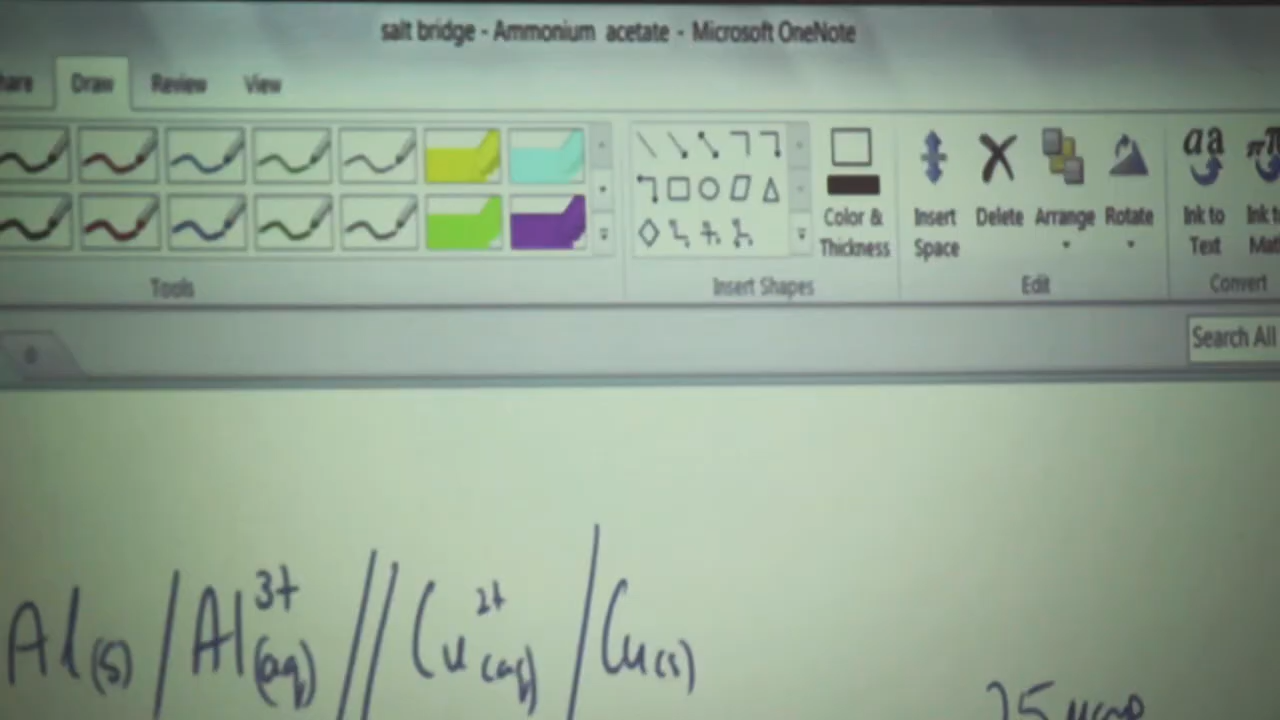 salt bridge - Ammonium acetate - Microsoft OneNote
Draw Review View
aa
Color & Thickness
Insert Space
Delete
Arrange
Rotate
Ink to Text
Tools
Insert Shapes
Edit
Convert
Search All
Al(s) / Al³⁺(aq) // Cu²⁺(aq) / Cu(s)